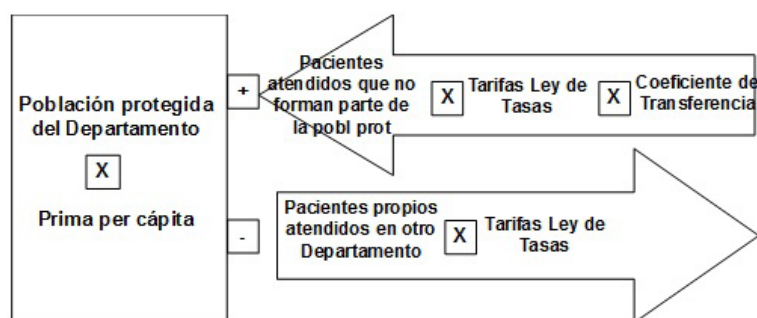 Población protegida
del Departamento
X
Prima per cápita
+
Pacientes
atendidos que no
forman parte de
la pobl prot
X
Tarifas Ley de
Tasas
X
Coeficiente de
Transferencia
-
Pacientes propios
atendidos en otro
Departamento
X
Tarifas Ley de
Tasas